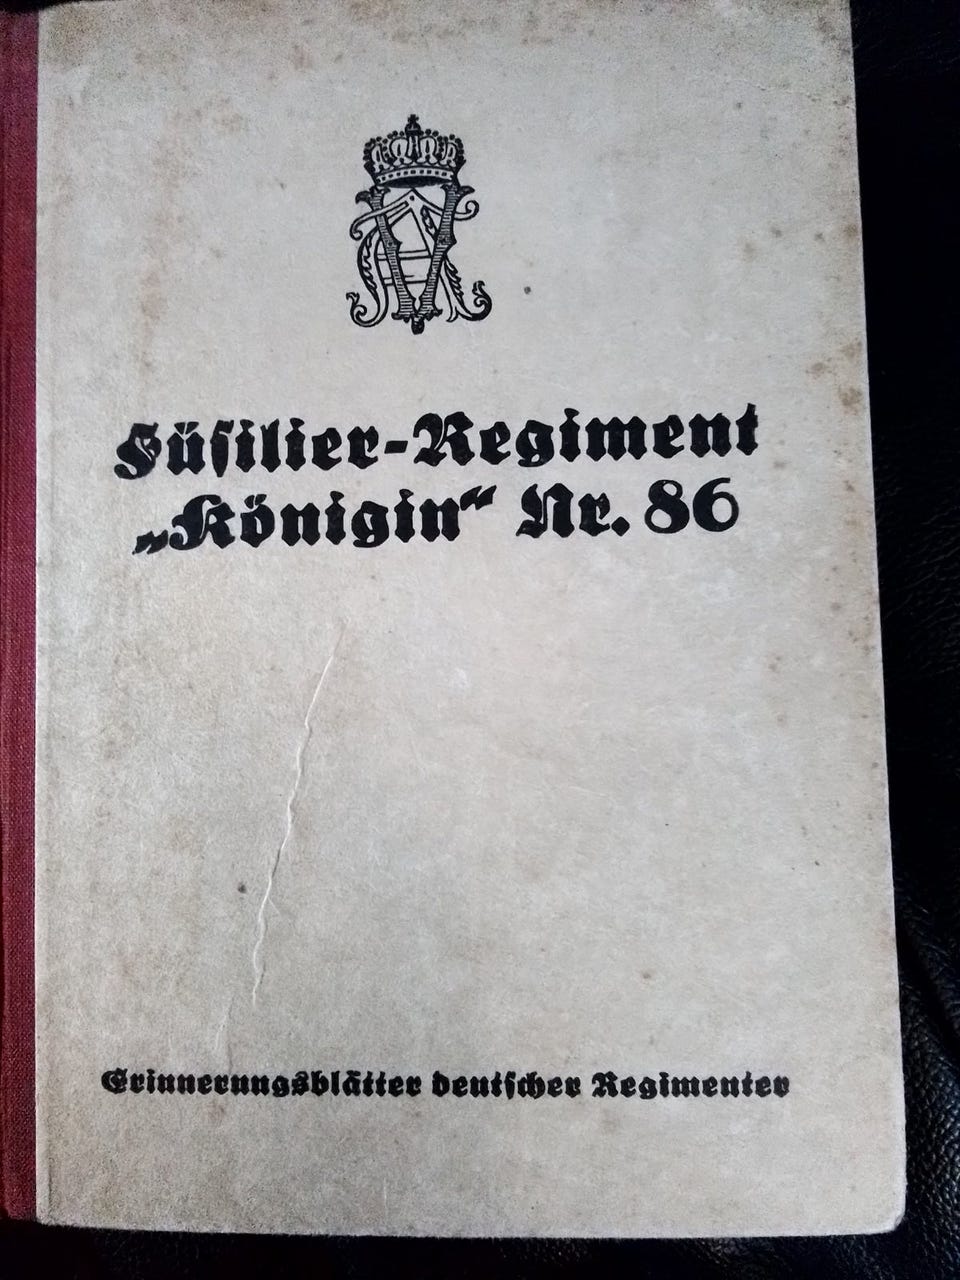 Füsilier-Regiment
„Königin“ Nr. 86
Erinnerungsblätter deutscher Regimenter